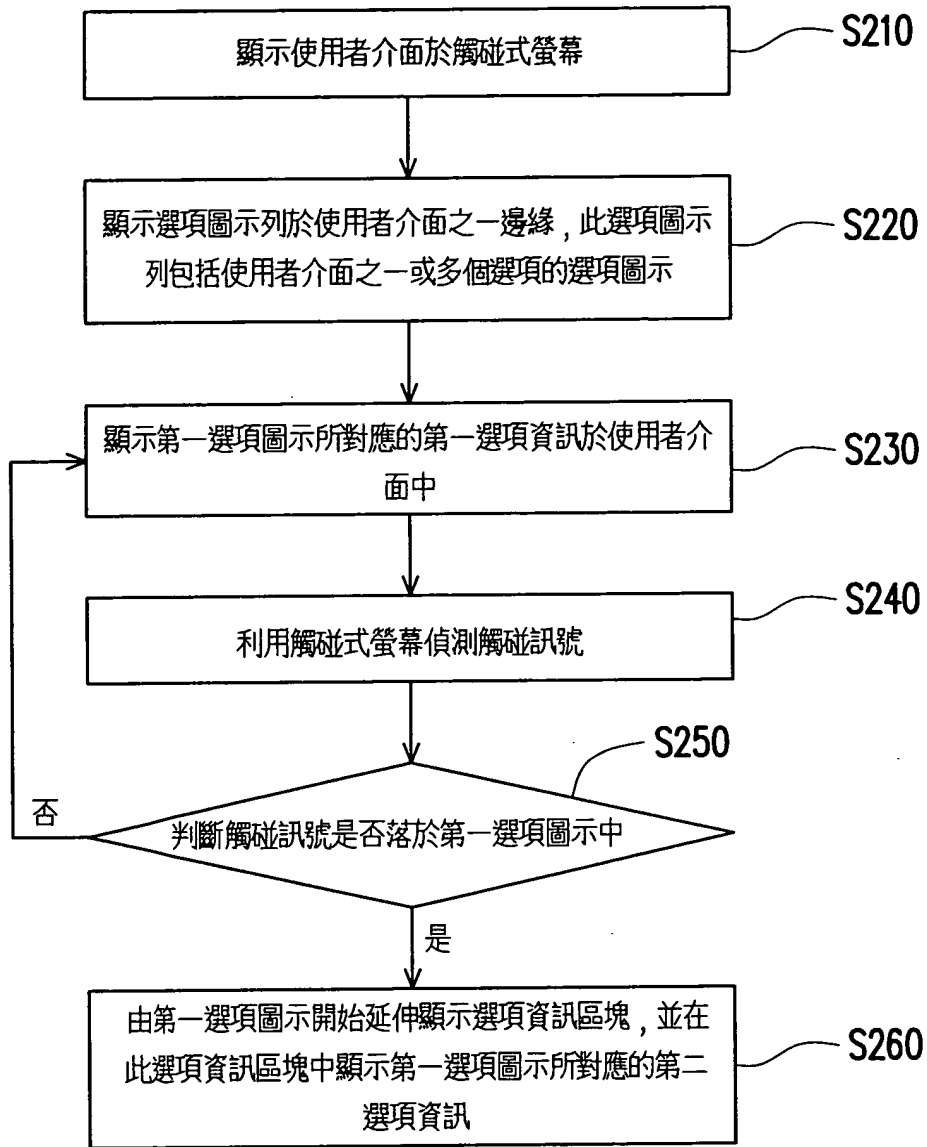 顯示使用者介面於觸碰式螢幕
S210
顯示選項圖示列於使用者介面之一邊緣,此選項圖示
列包括使用者介面之一或多個選項的選項圖示
S220
顯示第一選項圖示所對應的第一選項資訊於使用者介
面中
S230
利用觸碰式螢幕偵測觸碰訊號
S240
S250
判斷觸碰訊號是否落於第一選項圖示中
否
是
由第一選項圖示開始延伸顯示選項資訊區塊,並在
此選項資訊區塊中顯示第一選項圖示所對應的第二
選項資訊
S260